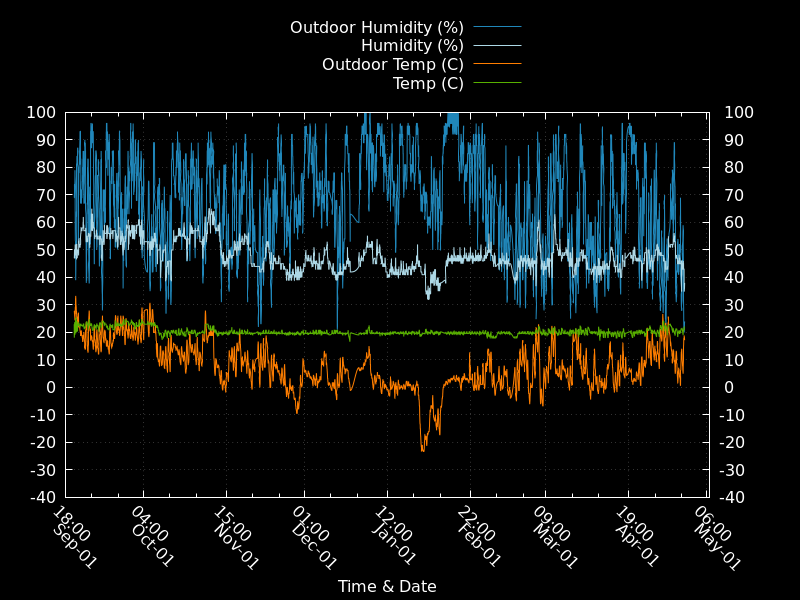 Outdoor Humidity (%)
Humidity (%)
Outdoor Temp (C)
Temp (C)
100 100
90 90
80 80
70 70
60 60
50 50
40 40
30 30
20 20
10 10
0 0
-10 -10
-20 -20
-30 -30
-40 -40
18:00 Sep-01
04:00 Oct-01
15:00 Nov-01
01:00 Dec-01
12:00 Jan-01
22:00 Feb-01
09:00 Mar-01
19:00 Apr-01
06:00 May-01
Time & Date